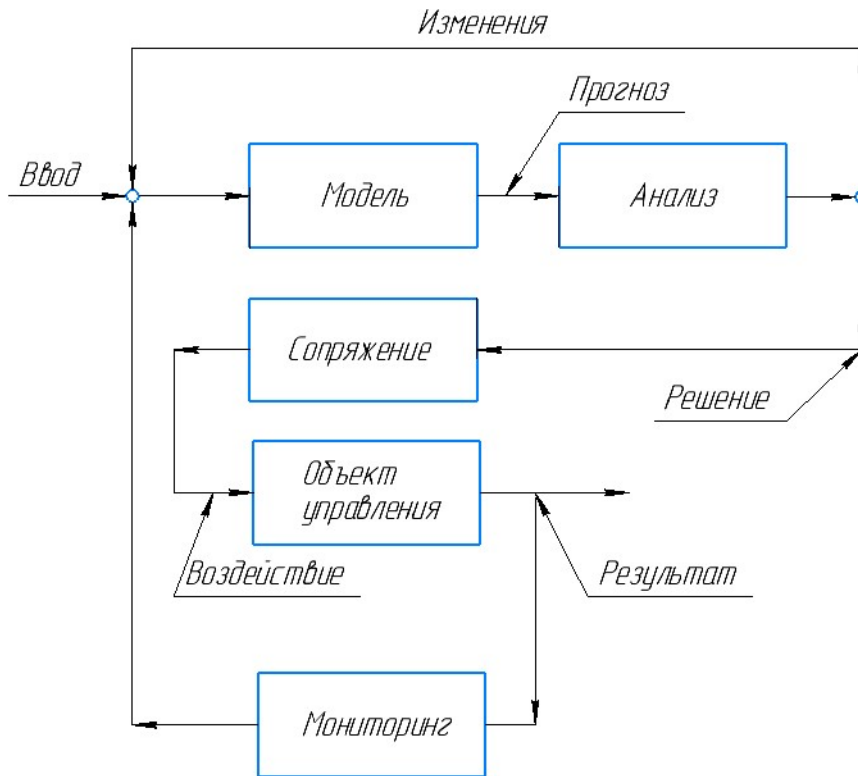 Изменения
Прогноз
Ввод
Модель
Анализ
Сопряжение
Решение
Объект
управления
Воздействие
Результат
Мониторинг